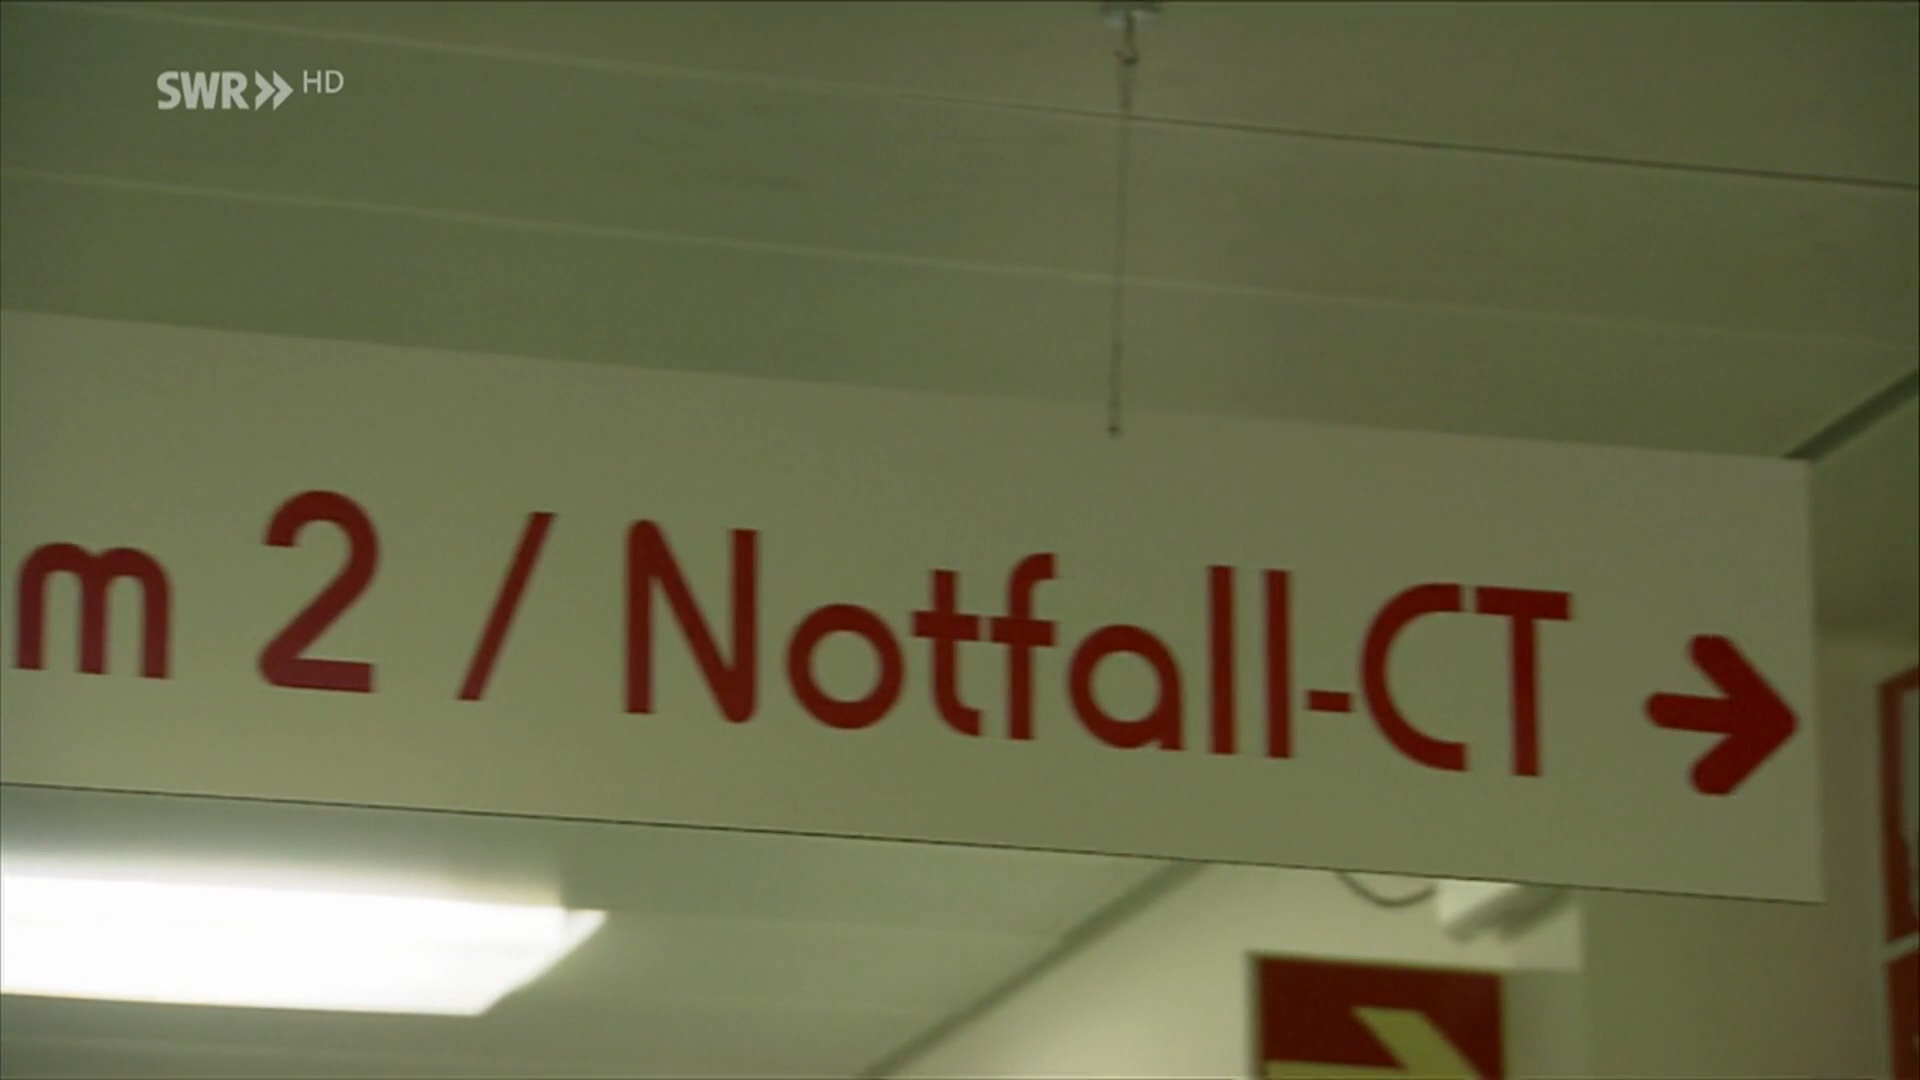 SWR» HD
m 2 / Notfall-CT →